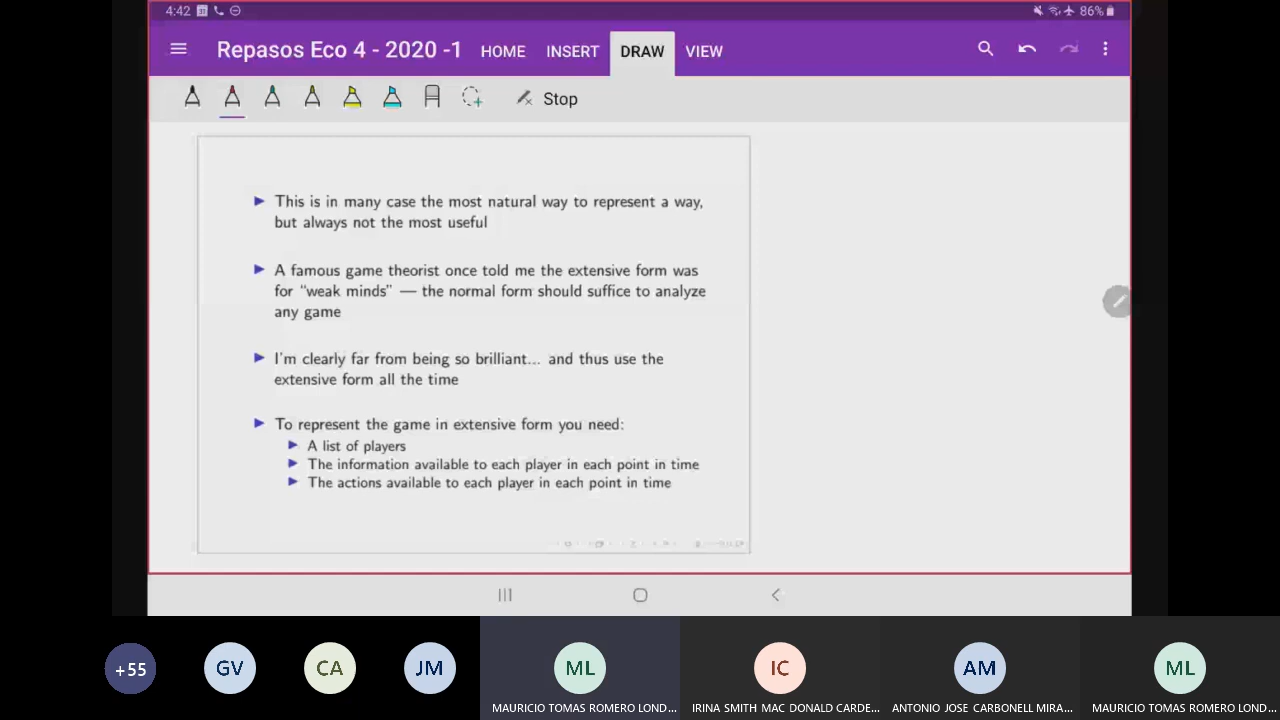 4:42
86%
Repasos Eco 4 - 2020 -1 HOME INSERT DRAW VIEW
Stop
This is in many case the most natural way to represent a way,
but always not the most useful
A famous game theorist once told me the extensive form was
for “weak minds” — the normal form should suffice to analyze
any game
I'm clearly far from being so brilliant... and thus use the
extensive form all the time
To represent the game in extensive form you need:
A list of players
The information available to each player in each point in time
The actions available to each player in each point in time
+55 GV CA JM ML IC AM ML
MAURICIO TOMAS ROMERO LOND... IRINA SMITH MAC DONALD CARDE... ANTONIO JOSE CARBONELL MIRA... MAURICIO TOMAS ROMERO LOND...